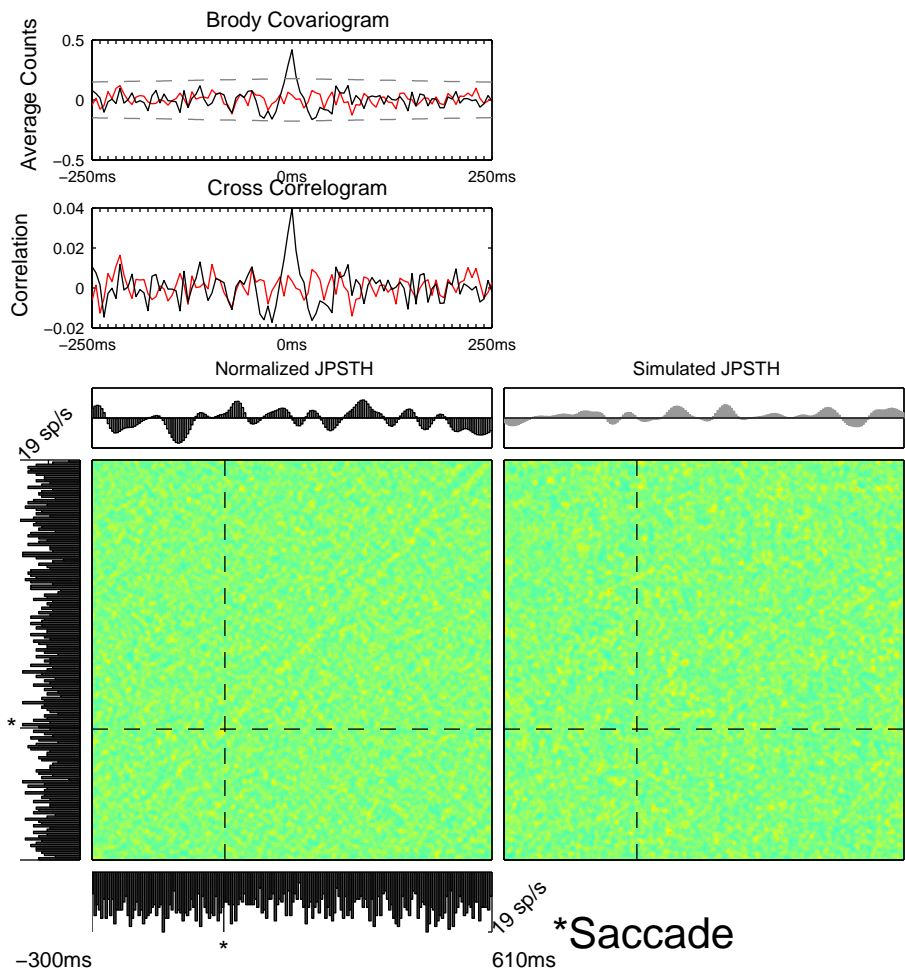 Brody Covariogram
Average Counts
0.5
0
−0.5
−250ms
0ms
250ms
Cross Correlogram
Correlation
0.04
0.02
0
−0.02
−250ms
0ms
250ms
Normalized JPSTH
Simulated JPSTH
19 sp/s
*
19 sp/s
*
*Saccade
−300ms
610ms